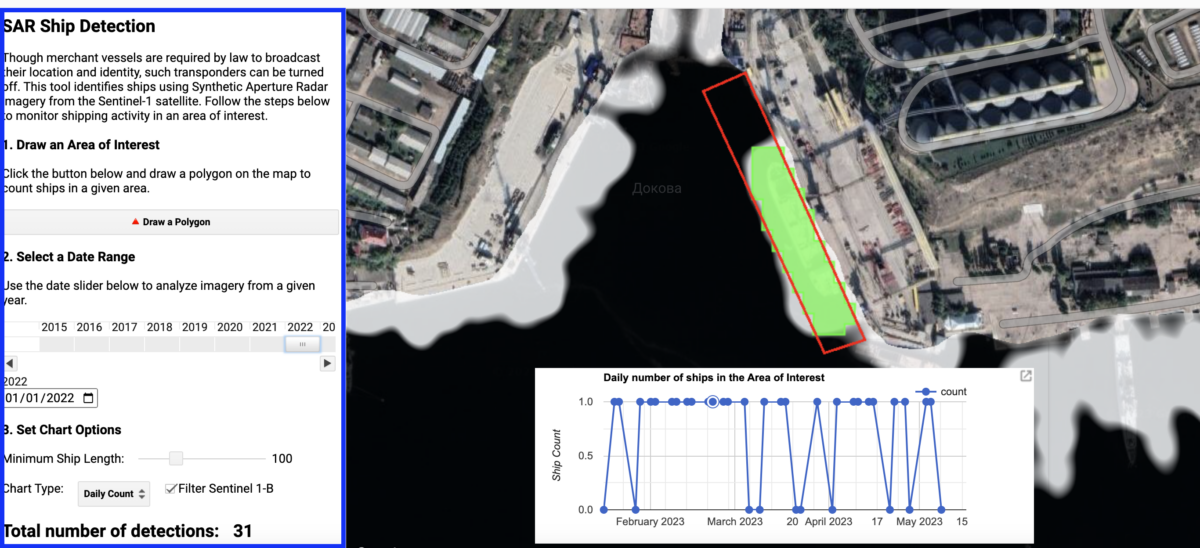 SAR Ship Detection
Though merchant vessels are required by law to broadcast
their location and identity, such transponders can be turned
off. This tool identifies ships using Synthetic Aperture Radar
imagery from the Sentinel-1 satellite. Follow the steps below
to monitor shipping activity in an area of interest.
1. Draw an Area of Interest
Click the button below and draw a polygon on the map to
count ships in a given area.
Draw a Polygon
2. Select a Date Range
Use the date slider below to analyze imagery from a given
year.
2015 2016 2017 2018 2019 2020 2021 2022 20
2022
01/01/2022
3. Set Chart Options
Minimum Ship Length: 100
Chart Type: Daily Count Filter Sentinel 1-B
Total number of detections: 31
Докова
Daily number of ships in the Area of Interest
count
1.0
0.5
0.0
Ship Count
February 2023 March 2023 20 April 2023 17 May 2023 15